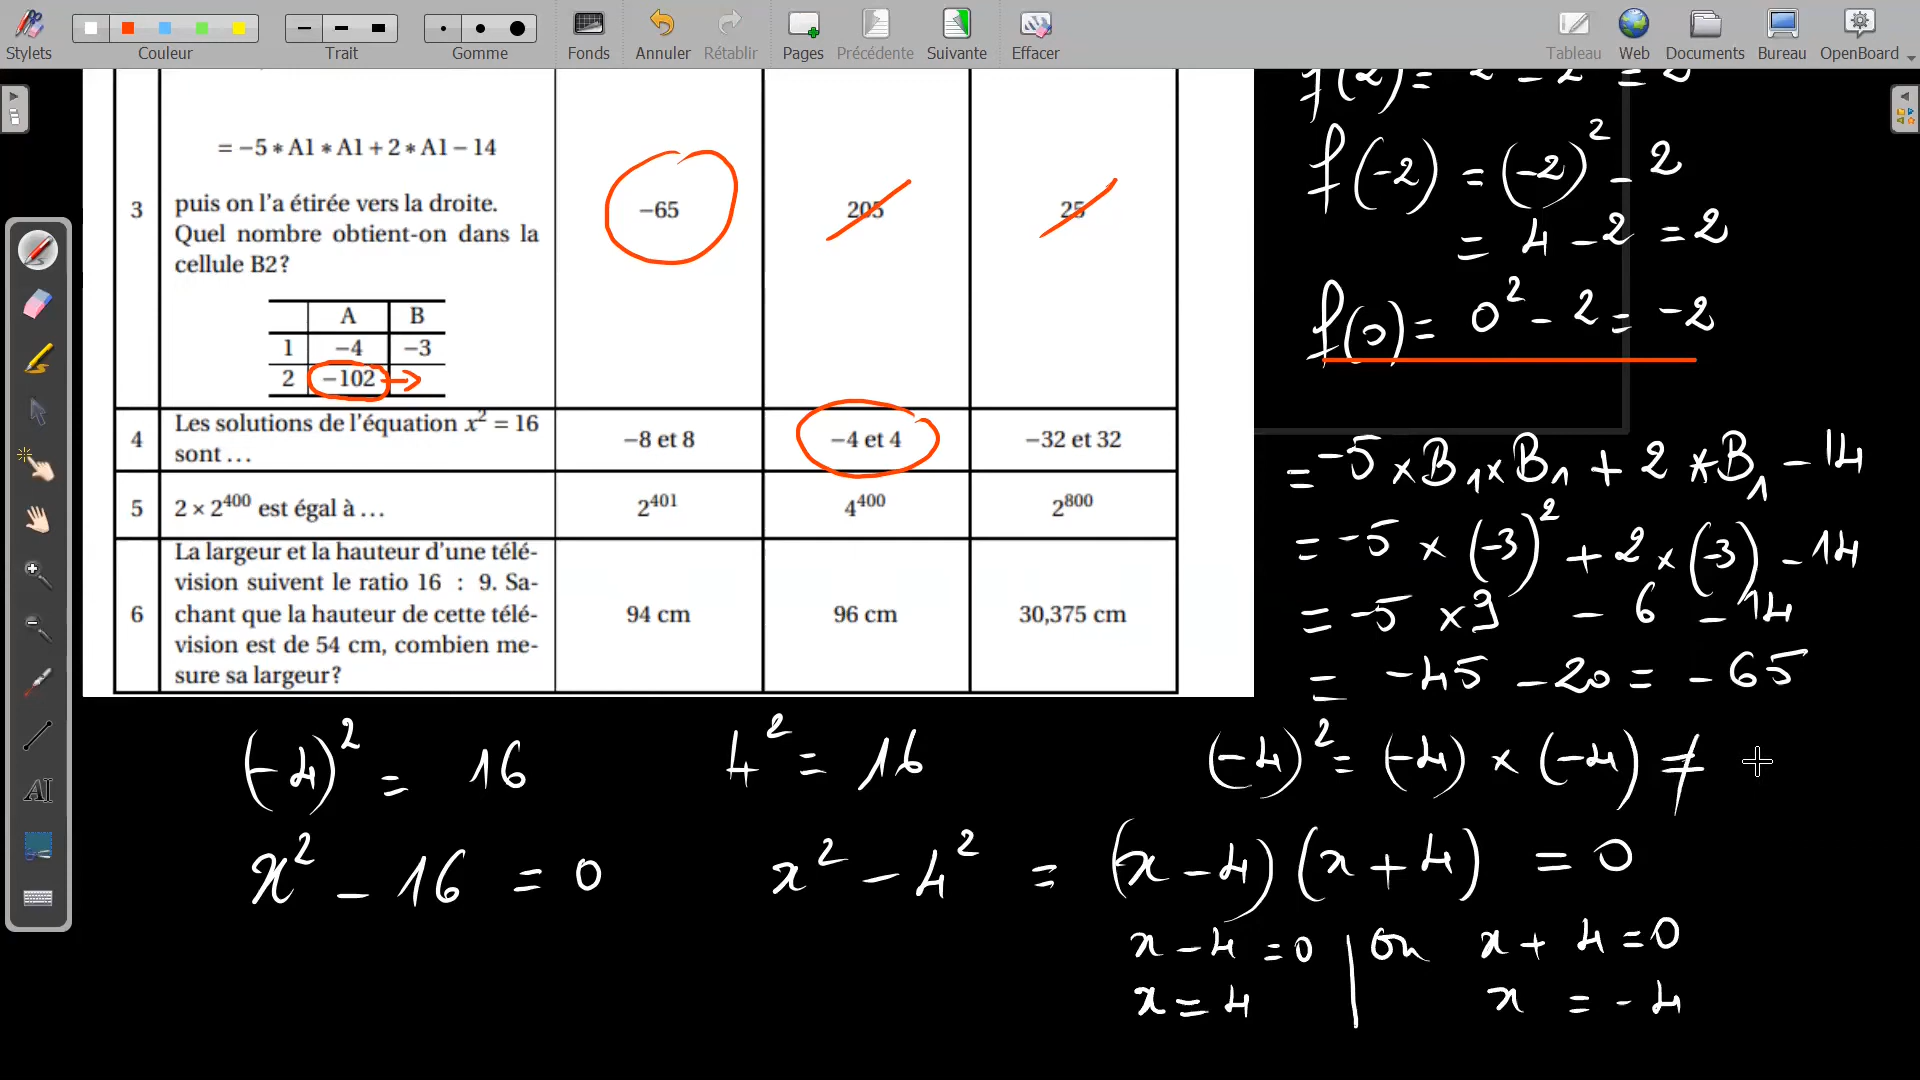 Stylets Couleur Trait Gomme Fonds Annuler Rétablir Pages Précédente Suivante Effacer Tableau Web Documents Bureau OpenBoard
= −5 ∗ A1 ∗ A1 + 2 ∗ A1 − 14
3
puis on l'a étirée vers la droite.
Quel nombre obtient-on dans la
cellule B2 ?
−65
205
25
A B
1 −4 −3
2 −102 →
4
Les solutions de l'équation x² = 16
sont …
−8 et 8
−4 et 4
−32 et 32
5
2 × 2⁴⁰⁰ est égal à …
2⁴⁰¹
4⁴⁰⁰
2⁸⁰⁰
6
La largeur et la hauteur d'une télé-
vision suivent le ratio 16 : 9. Sa-
chant que la hauteur de cette télé-
vision est de 54 cm, combien me-
sure sa largeur ?
94 cm
96 cm
30,375 cm
f(-2) = (-2)² - 2
= 4 - 2 = 2
f(0) = 0² - 2 = -2
= -5 × B1 × B1 + 2 * B1 - 14
= -5 × (-3)² + 2 × (-3) - 14
= -5 × 9 - 6 - 14
= -45 - 20 = -65
(-4)² = 16
4² = 16
(-4)² = (-4) × (-4) ≠
x² - 16 = 0
x² - 4² = (x - 4)(x + 4) = 0
x - 4 = 0 | ou x + 4 = 0
x = 4 | x = -4
AI